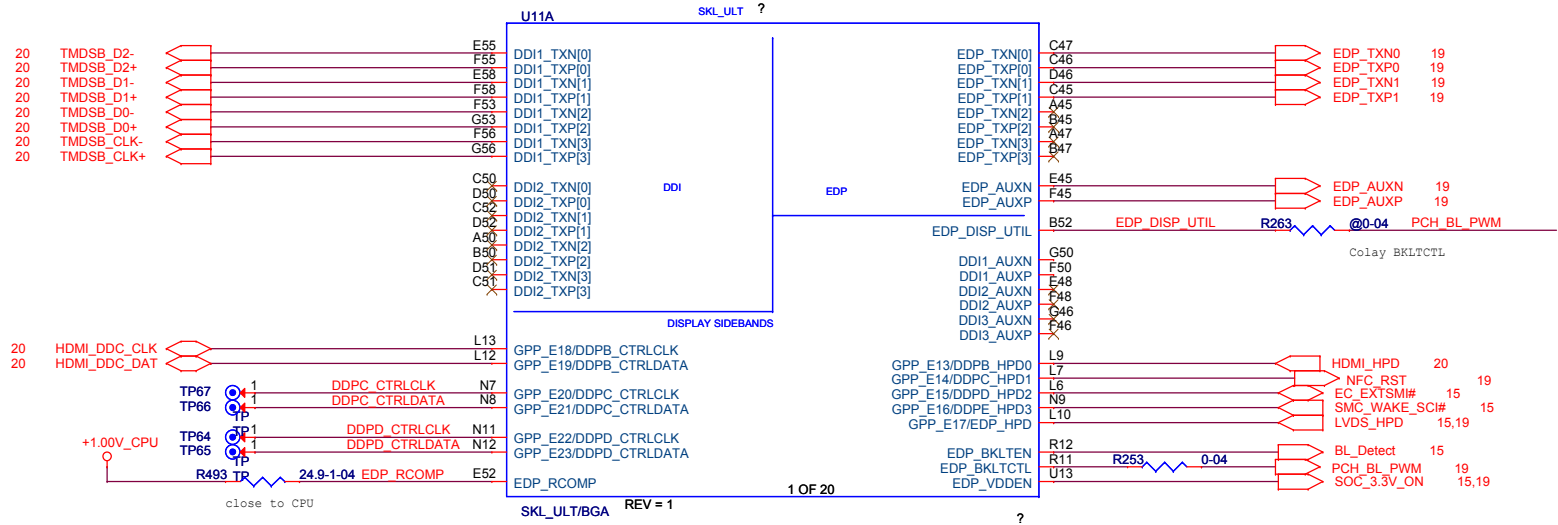 U11A SKL_ULT ?
20 TMDSB_D2- E55 DDI1_TXN[0]
20 TMDSB_D2+ F55 DDI1_TXP[0]
20 TMDSB_D1- E58 DDI1_TXN[1]
20 TMDSB_D1+ F58 DDI1_TXP[1]
20 TMDSB_D0- F53 DDI1_TXN[2]
20 TMDSB_D0+ G53 DDI1_TXP[2]
20 TMDSB_CLK- F56 DDI1_TXN[3]
20 TMDSB_CLK+ G56 DDI1_TXP[3]
C50 DDI2_TXN[0]
D50 DDI2_TXP[0]
C52 DDI2_TXN[1]
D52 DDI2_TXP[1]
A50 DDI2_TXN[2]
B50 DDI2_TXP[2]
D51 DDI2_TXN[3]
C51 DDI2_TXP[3]
DDI
EDP
DISPLAY SIDEBANDS
20 HDMI_DDC_CLK L13 GPP_E18/DDPB_CTRLCLK
20 HDMI_DDC_DAT L12 GPP_E19/DDPB_CTRLDATA
TP67 1 DDPC_CTRLCLK N7 GPP_E20/DDPC_CTRLCLK
TP66 1 DDPC_CTRLDATA N8 GPP_E21/DDPC_CTRLDATA
TP
TP64 1 DDPD_CTRLCLK N11 GPP_E22/DDPD_CTRLCLK
TP65 1 DDPD_CTRLDATA N12 GPP_E23/DDPD_CTRLDATA
TP
+1.00V_CPU
R493 24.9-1-04 EDP_RCOMP E52 EDP_RCOMP
close to CPU
EDP_TXN[0] C47 EDP_TXN0 19
EDP_TXP[0] C46 EDP_TXP0 19
EDP_TXN[1] D46 EDP_TXN1 19
EDP_TXP[1] C45 EDP_TXP1 19
EDP_TXN[2] A45
EDP_TXP[2] B45
EDP_TXN[3] A47
EDP_TXP[3] B47
EDP_AUXN E45 EDP_AUXN 19
EDP_AUXP F45 EDP_AUXP 19
EDP_DISP_UTIL B52 EDP_DISP_UTIL R263 @0-04 PCH_BL_PWM
Colay BKLTCTL
DDI1_AUXN G50
DDI1_AUXP F50
DDI2_AUXN E48
DDI2_AUXP F48
DDI3_AUXN G46
DDI3_AUXP F46
GPP_E13/DDPB_HPD0 L9 HDMI_HPD 20
GPP_E14/DDPC_HPD1 L7 NFC_RST 19
GPP_E15/DDPD_HPD2 L6 EC_EXTSMI# 15
GPP_E16/DDPE_HPD3 N9 SMC_WAKE_SCI# 15
GPP_E17/EDP_HPD L10 LVDS_HPD 15,19
EDP_BKLTEN R12 BL_Detect 15
EDP_BKLTCTL R11 R253 0-04 PCH_BL_PWM 19
EDP_VDDEN U13 SOC_3.3V_ON 15,19
1 OF 20
SKL_ULT/BGA REV = 1 ?